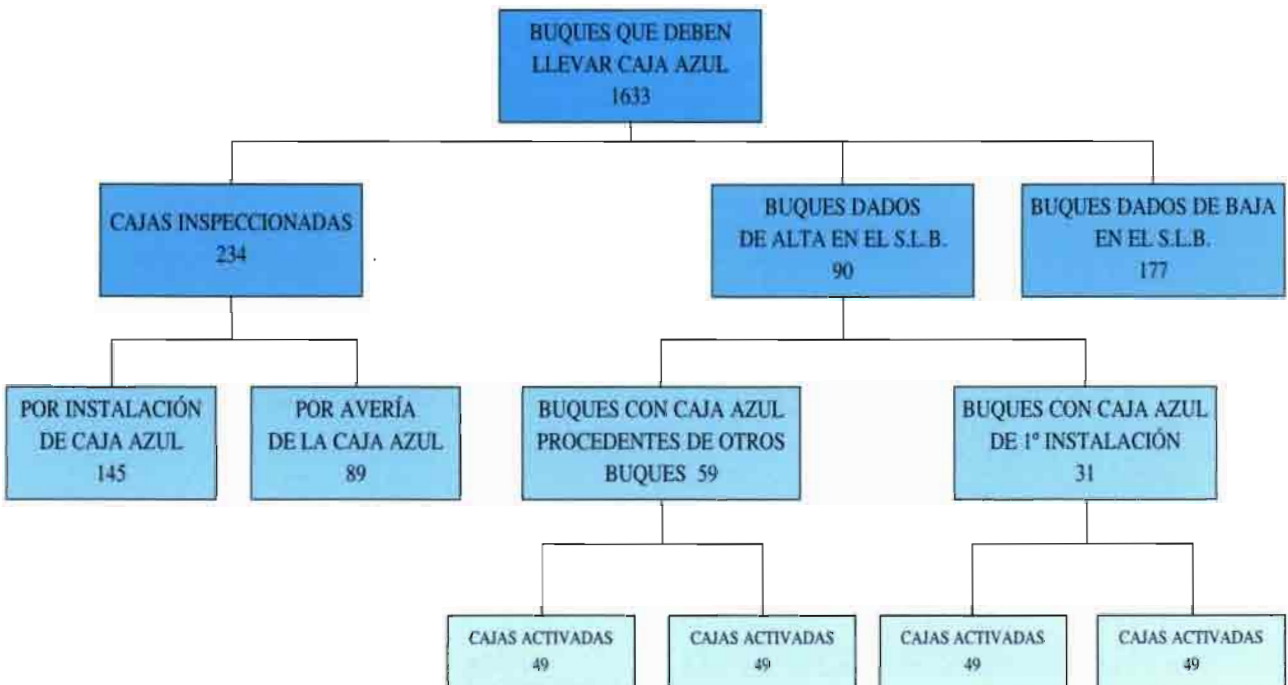 BUQUES QUE DEBEN
LLEVAR CAJA AZUL
1633
CAJAS INSPECCIONADAS
234
BUQUES DADOS
DE ALTA EN EL S.L.B.
90
BUQUES DADOS DE BAJA
EN EL S.L.B.
177
POR INSTALACIÓN
DE CAJA AZUL
145
POR AVERÍA
DE LA CAJA AZUL
89
BUQUES CON CAJA AZUL
PROCEDENTES DE OTROS
BUQUES 59
BUQUES CON CAJA AZUL
DE 1º INSTALACIÓN
31
CAJAS ACTIVADAS
49
CAJAS ACTIVADAS
49
CAJAS ACTIVADAS
49
CAJAS ACTIVADAS
49